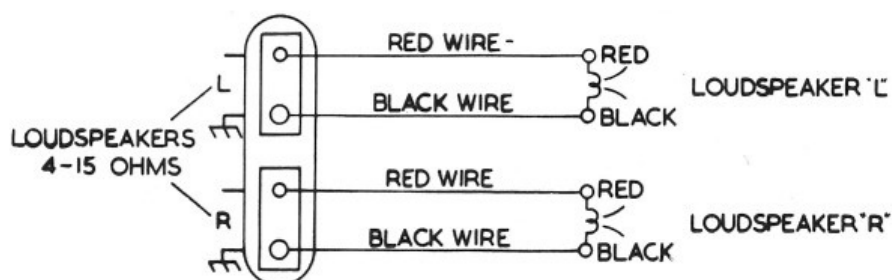 RED WIRE-
RED
L
LOUDSPEAKER "L"
BLACK WIRE
BLACK
LOUDSPEAKERS
4-15 OHMS
RED WIRE
RED
R
LOUDSPEAKER "R"
BLACK WIRE
BLACK